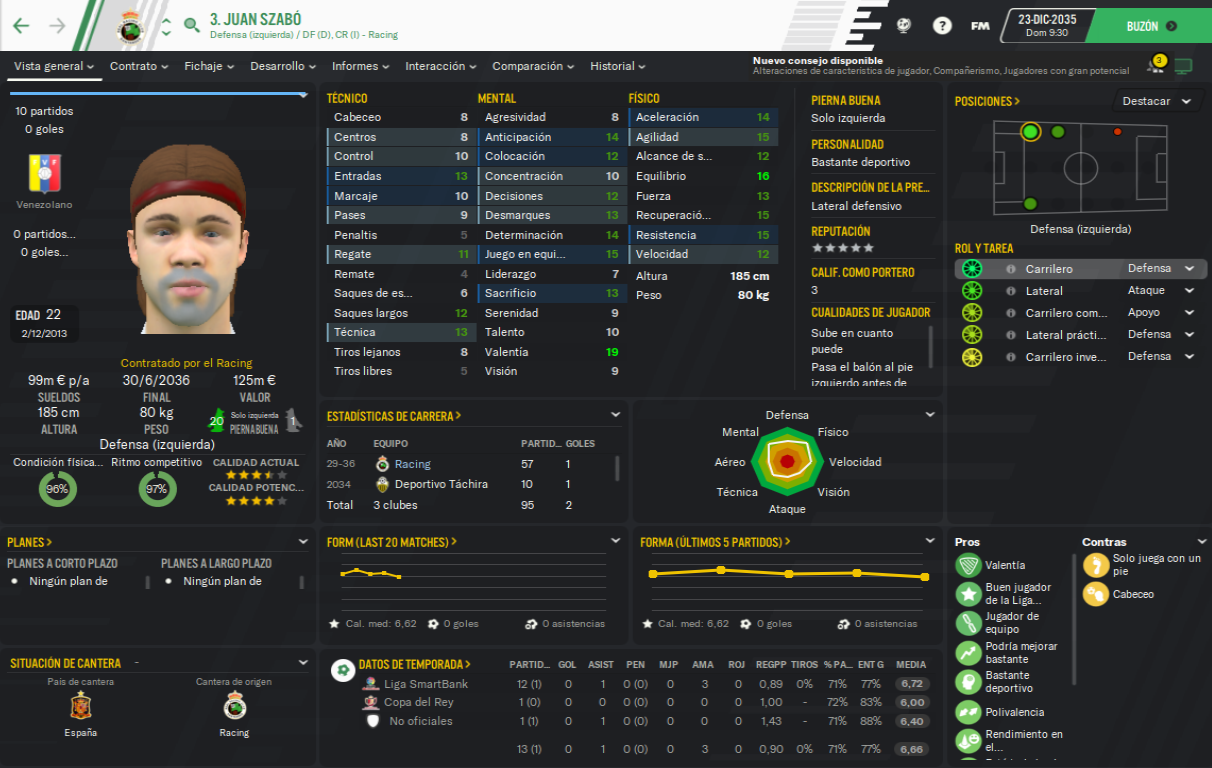 3. JUAN SZABÓ
Defensa (izquierda) / DF (D), CR (I) - Racing
FM
23-DIC-2035
Dom 9:30
BUZÓN
Vista general
Contrato
Fichaje
Desarrollo
Informes
Interacción
Comparación
Historial
Nuevo consejo disponible
Alteraciones de característica de jugador, Compañerismo, Jugadores con gran potencial
3
10 partidos
0 goles
Venezolano
0 partidos...
0 goles...
EDAD 22
2/12/2013
Contratado por el Racing
99m € p/a
SUELDOS
30/6/2036
FINAL
125m €
VALOR
185 cm
ALTURA
80 kg
PESO
20
Solo izquierda
PIERNA BUENA
1
Defensa (izquierda)
Condición física...
96%
Ritmo competitivo
97%
CALIDAD ACTUAL
CALIDAD POTENC...
TÉCNICO
Cabeceo 8
Centros 8
Control 10
Entradas 13
Marcaje 10
Pases 9
Penaltis 5
Regate 11
Remate 4
Saques de es... 6
Saques largos 12
Técnica 13
Tiros lejanos 8
Tiros libres 5
MENTAL
Agresividad 8
Anticipación 14
Colocación 12
Concentración 10
Decisiones 12
Desmarques 13
Determinación 14
Juego en equi... 15
Liderazgo 7
Sacrificio 13
Serenidad 9
Talento 10
Valentía 19
Visión 9
FÍSICO
Aceleración 14
Agilidad 15
Alcance de s... 12
Equilibrio 16
Fuerza 13
Recuperació... 15
Resistencia 15
Velocidad 12
Altura 185 cm
Peso 80 kg
PIERNA BUENA
Solo izquierda
PERSONALIDAD
Bastante deportivo
DESCRIPCIÓN DE LA PRE...
Lateral defensivo
REPUTACIÓN
CALIF. COMO PORTERO
3
CUALIDADES DE JUGADOR
Sube en cuanto
puede
Pasa el balón al pie
izquierdo antes de
POSICIONES >
Destacar
Defensa (izquierda)
ROL Y TAREA
Carrilero Defensa
Lateral Ataque
Carrilero com... Apoyo
Lateral prácti... Defensa
Carrilero inve... Defensa
ESTADÍSTICAS DE CARRERA >
AÑO EQUIPO PARTID... GOLES
29-36 Racing 57 1
2034 Deportivo Táchira 10 1
Total 3 clubes 95 2
Defensa
Mental Físico
Aéreo Velocidad
Técnica Visión
Ataque
PLANES >
PLANES A CORTO PLAZO
Ningún plan de
PLANES A LARGO PLAZO
Ningún plan de
FORM (LAST 20 MATCHES) >
Cal. med: 6,62 0 goles 0 asistencias
FORMA (ÚLTIMOS 5 PARTIDOS) >
Cal. med: 6,62 0 goles 0 asistencias
Pros
Valentía
Buen jugador
de la Liga...
Jugador de
equipo
Podría mejorar
bastante
Bastante
deportivo
Polivalencia
Rendimiento en
el...
Contras
Solo juega con un
pie
Cabeceo
SITUACIÓN DE CANTERA -
País de cantera
España
Cantera de origen
Racing
DATOS DE TEMPORADA > PARTID... GOL ASIST PEN MJP AMA ROJ REGPP TIROS % PA... ENT G MEDIA
Liga SmartBank 12 (1) 0 1 0 (0) 0 3 0 0,89 0% 71% 77% 6,72
Copa del Rey 1 (0) 0 0 0 (0) 0 0 0 1,00 - 72% 83% 6,00
No oficiales 1 (1) 0 1 0 (0) 0 0 0 1,43 - 71% 88% 6,40
13 (1) 0 1 0 (0) 0 3 0 0,90 0% 71% 77% 6,66